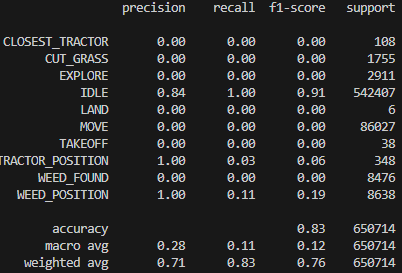 precision recall f1-score support
CLOSEST_TRACTOR 0.00 0.00 0.00 108
CUT_GRASS 0.00 0.00 0.00 1755
EXPLORE 0.00 0.00 0.00 2911
IDLE 0.84 1.00 0.91 542407
LAND 0.00 0.00 0.00 6
MOVE 0.00 0.00 0.00 86027
TAKEOFF 0.00 0.00 0.00 38
TRACTOR_POSITION 1.00 0.03 0.06 348
WEED_FOUND 0.00 0.00 0.00 8476
WEED_POSITION 1.00 0.11 0.19 8638
accuracy 0.83 650714
macro avg 0.28 0.11 0.12 650714
weighted avg 0.71 0.83 0.76 650714